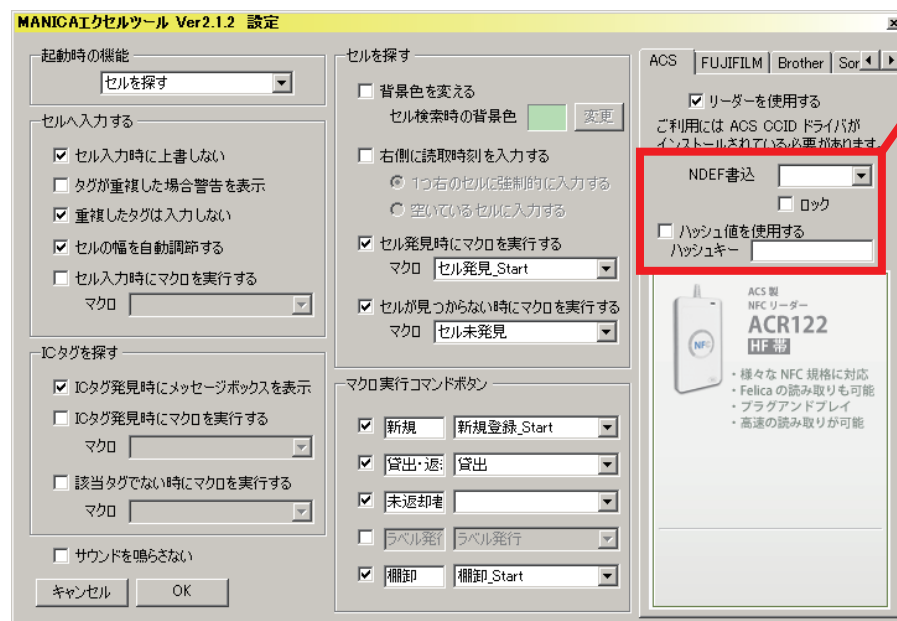 MANICAエクセルツール Ver2.1.2 設定
起動時の機能
セルを探す
セルへ入力する
セル入力時に上書しない
タグが重複した場合警告を表示
重複したタグは入力しない
セルの幅を自動調節する
セル入力時にマクロを実行する
マクロ
ICタグを探す
ICタグ発見時にメッセージボックスを表示
ICタグ発見時にマクロを実行する
マクロ
該当タグでない時にマクロを実行する
マクロ
サウンドを鳴らさない
キャンセル
OK
セルを探す
背景色を変える
セル検索時の背景色
変更
右側に読取時刻を入力する
1つ右のセルに強制的に入力する
空いているセルに入力する
セル発見時にマクロを実行する
マクロ セル発見_Start
セルが見つからない時にマクロを実行する
マクロ セル未発見
マクロ実行コマンドボタン
新規 新規登録_Start
貸出・返 貸出
未返却者
ラベル発行 ラベル発行
棚卸 棚卸_Start
ACS FUJIFILM Brother Sor
リーダーを使用する
ご利用には ACS CCID ドライバが
インストールされている必要があります。
NDEF書込
ロック
ハッシュ値を使用する
ハッシュキー
ACS 製
NFC リーダー
ACR122
HF 帯
NFC
・様々な NFC 規格に対応
・Felica の読み取りも可能
・プラグアンドプレイ
・高速の読み取りが可能